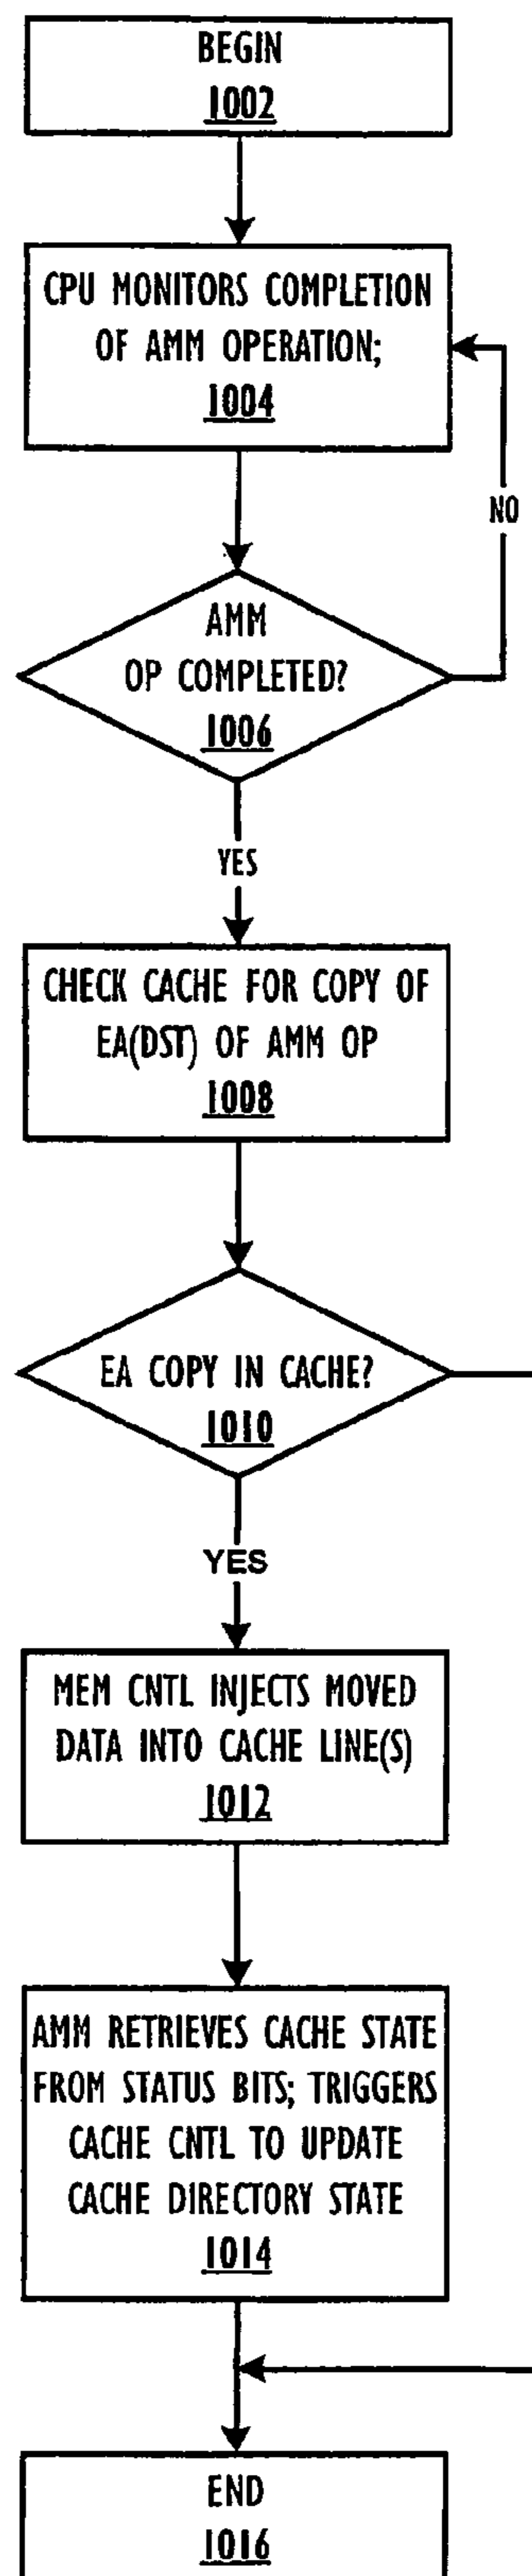 BEGIN
1002
CPU MONITORS COMPLETION
OF AMM OPERATION;
1004
NO
AMM
OP COMPLETED?
1006
YES
CHECK CACHE FOR COPY OF
EA(DST) OF AMM OP
1008
EA COPY IN CACHE?
1010
YES
MEM CNTL INJECTS MOVED
DATA INTO CACHE LINE(S)
1012
AMM RETRIEVES CACHE STATE
FROM STATUS BITS; TRIGGERS
CACHE CNTL TO UPDATE
CACHE DIRECTORY STATE
1014
END
1016